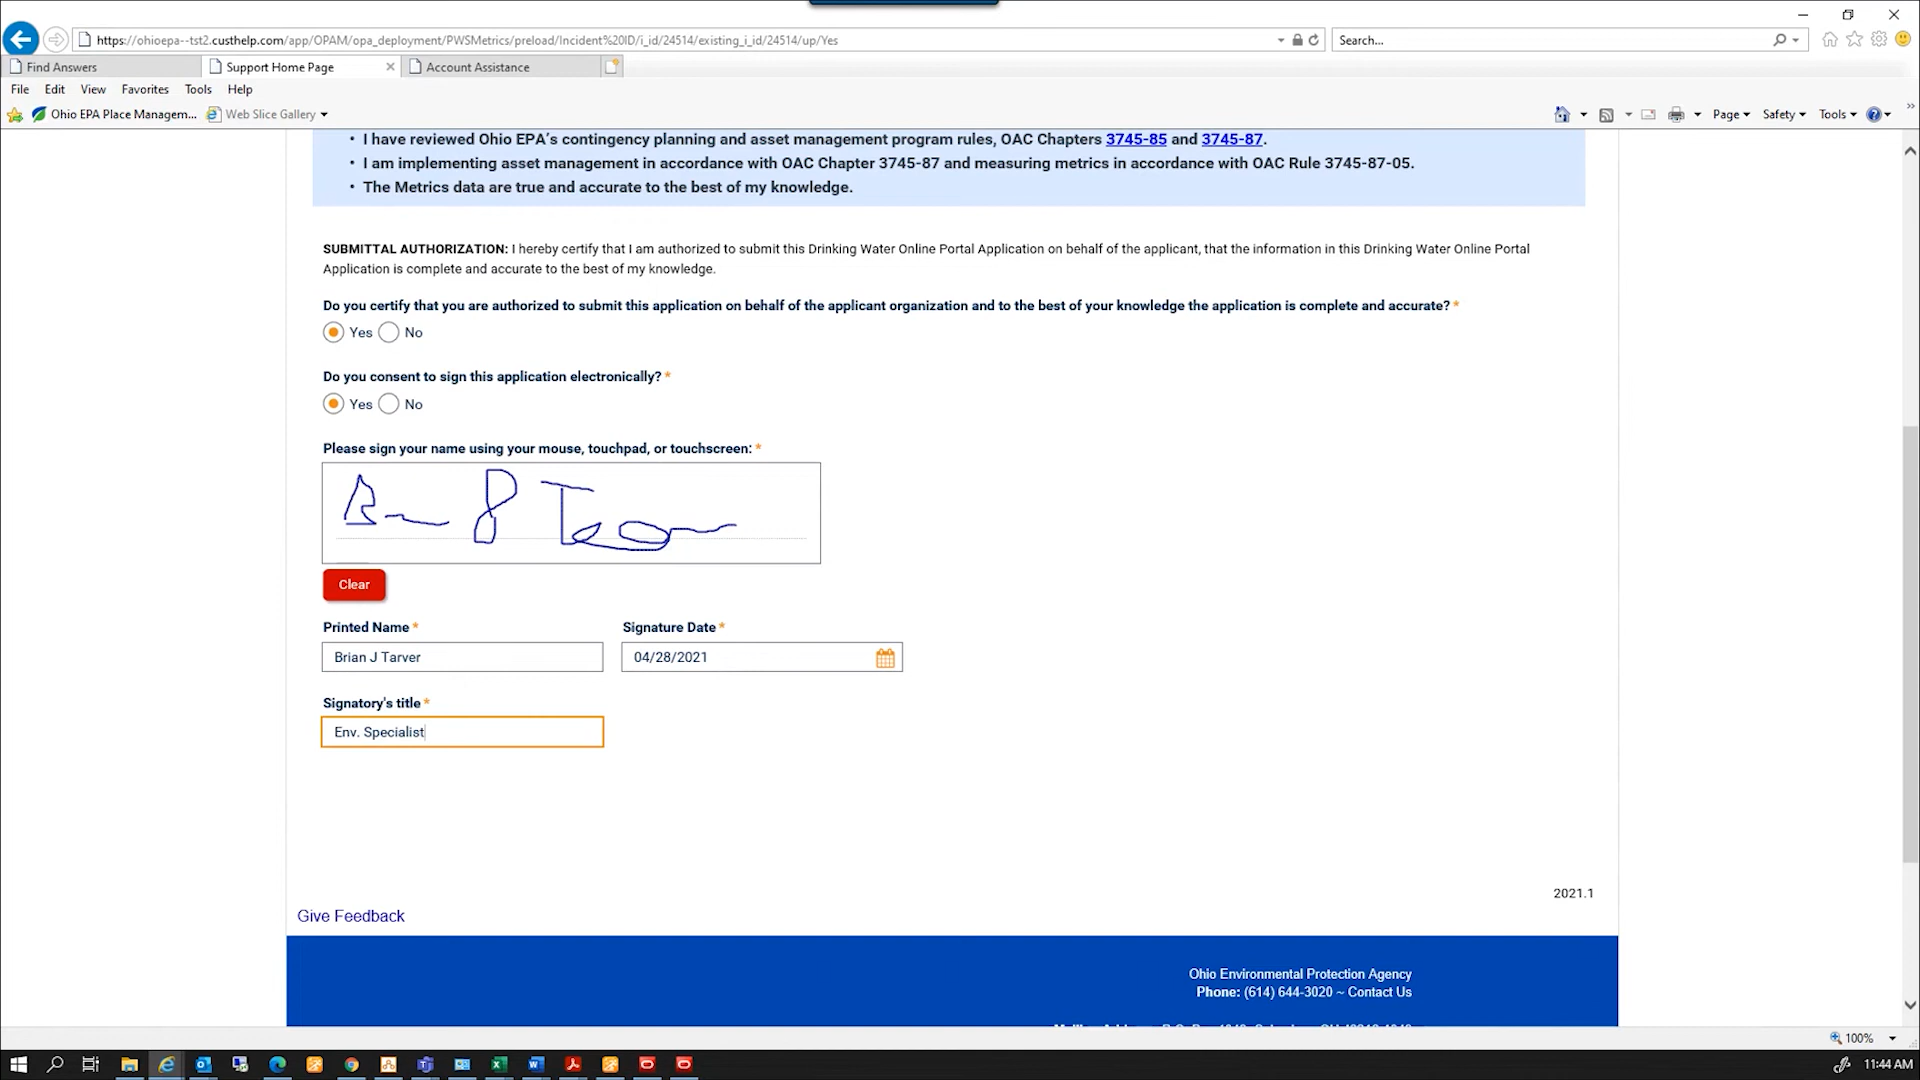 https://ohioepa--tst2.custhelp.com/app/OPAM/opa_deployment/PWSMetrics/preload/Incident%20ID/i_id/24514/existing_i_id/24514/up/Yes
Search...
Find Answers
Support Home Page
Account Assistance
File Edit View Favorites Tools Help
Ohio EPA Place Managem... Web Slice Gallery
Page Safety Tools
• I have reviewed Ohio EPA's contingency planning and asset management program rules, OAC Chapters 3745-85 and 3745-87.
• I am implementing asset management in accordance with OAC Chapter 3745-87 and measuring metrics in accordance with OAC Rule 3745-87-05.
• The Metrics data are true and accurate to the best of my knowledge.
SUBMITTAL AUTHORIZATION: I hereby certify that I am authorized to submit this Drinking Water Online Portal Application on behalf of the applicant, that the information in this Drinking Water Online Portal
Application is complete and accurate to the best of my knowledge.
Do you certify that you are authorized to submit this application on behalf of the applicant organization and to the best of your knowledge the application is complete and accurate? *
Yes No
Do you consent to sign this application electronically? *
Yes No
Please sign your name using your mouse, touchpad, or touchscreen: *
Clear
Printed Name * Signature Date *
Brian J Tarver 04/28/2021
Signatory's title *
Env. Specialist
2021.1
Give Feedback
Ohio Environmental Protection Agency
Phone: (614) 644-3020 ~ Contact Us
100%
11:44 AM